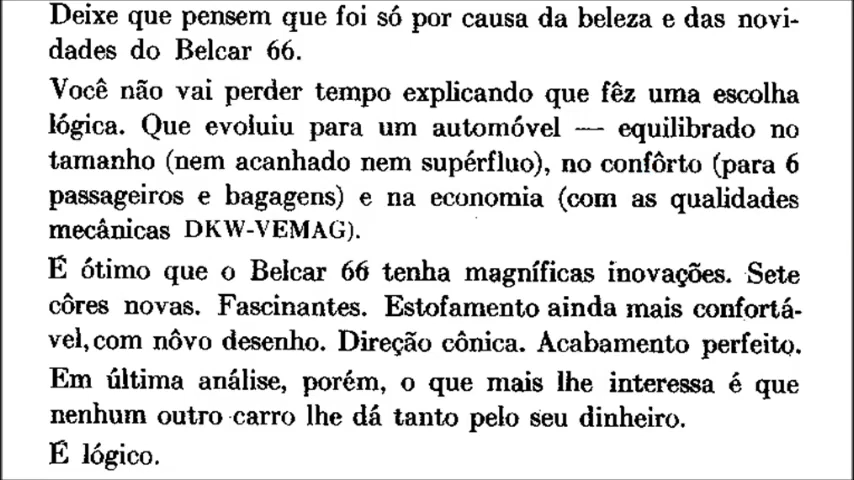 Deixe que pensem que foi só por causa da beleza e das novi-
dades do Belcar 66.
Você não vai perder tempo explicando que fêz uma escolha
lógica. Que evoluiu para um automóvel — equilibrado no
tamanho (nem acanhado nem supérfluo), no confôrto (para 6
passageiros e bagagens) e na economia (com as qualidades
mecânicas DKW-VEMAG).
É ótimo que o Belcar 66 tenha magníficas inovações. Sete
côres novas. Fascinantes. Estofamento ainda mais confortá-
vel, com nôvo desenho. Direção cônica. Acabamento perfeito.
Em última análise, porém, o que mais lhe interessa é que
nenhum outro carro lhe dá tanto pelo seu dinheiro.
É lógico.